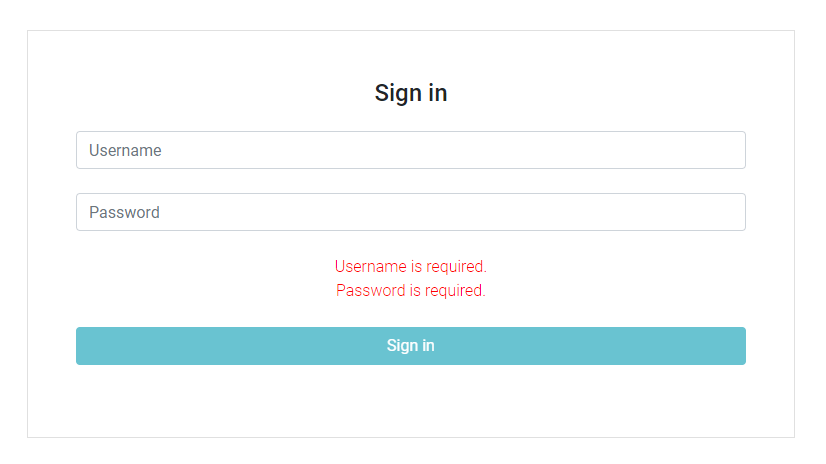 Sign in
Username
Password
Username is required.
Password is required.
Sign in